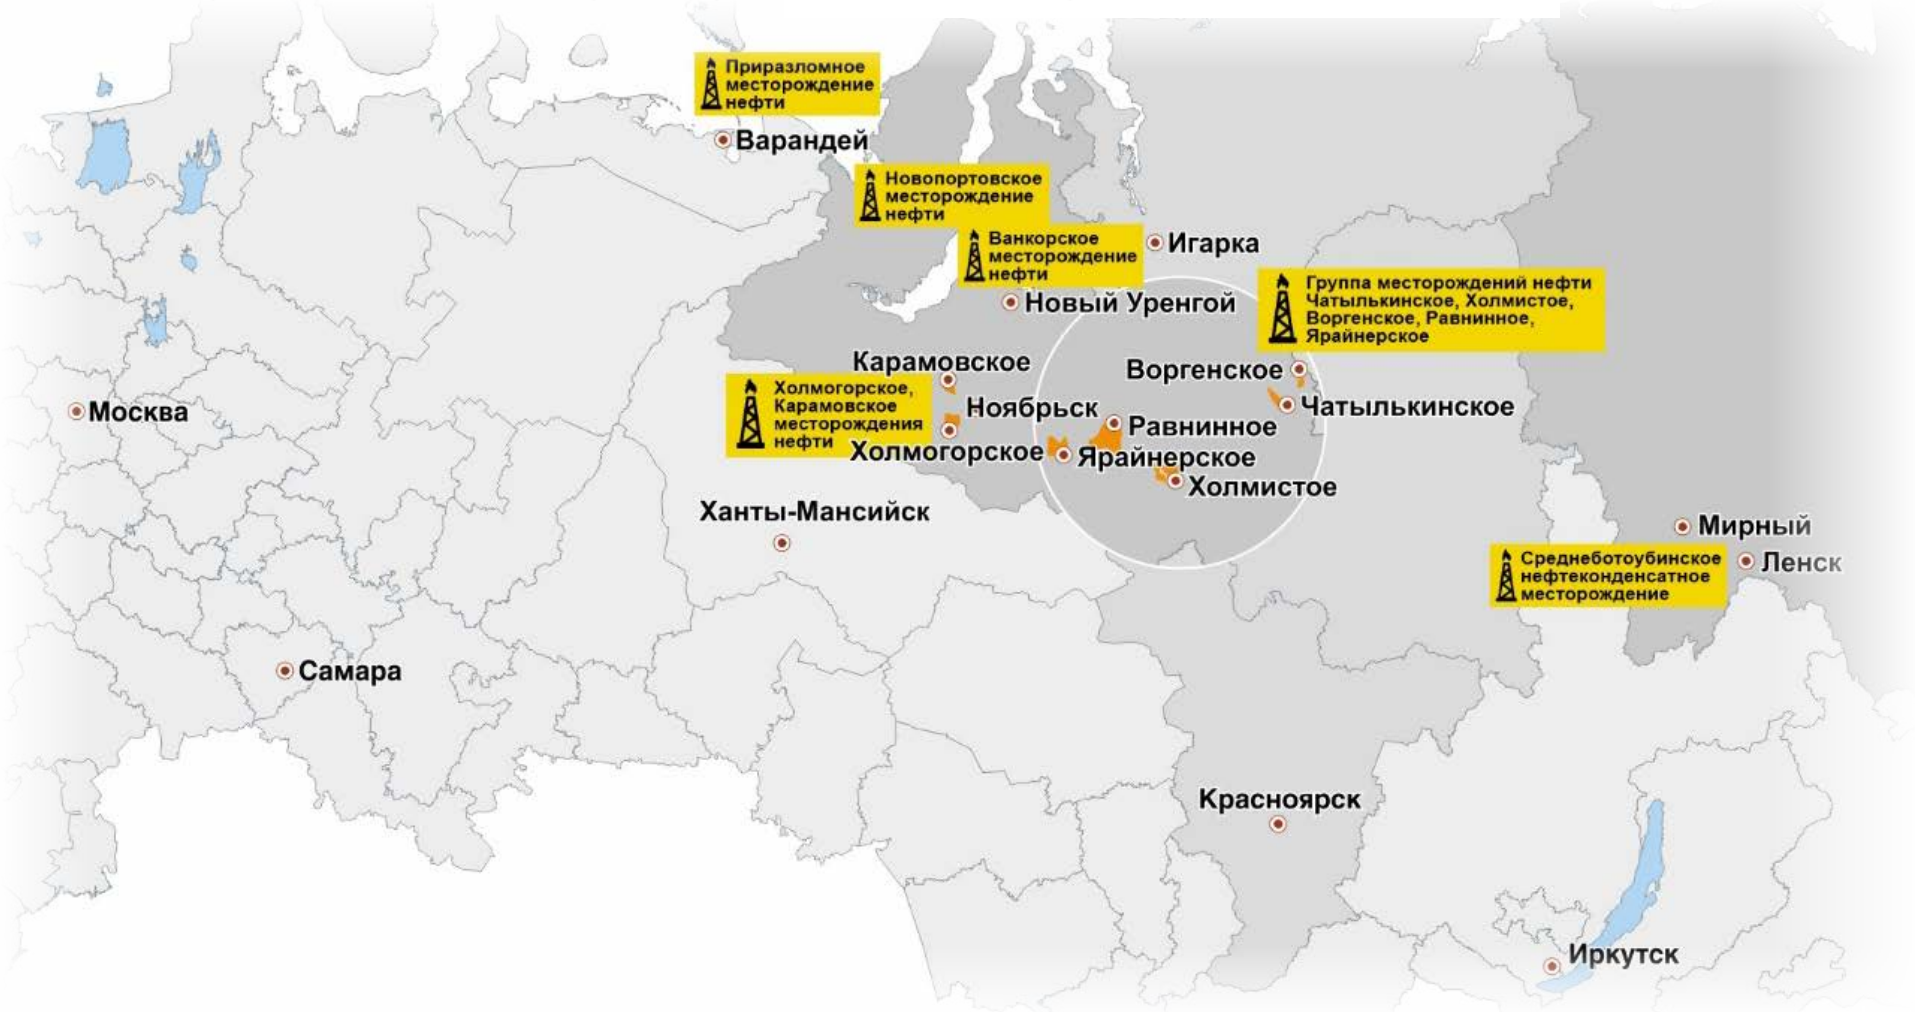 Приразломное
месторождение
нефти
Варандей
Новопортовское
месторождение
нефти
Ванкорское
месторождение
нефти
Игарка
Новый Уренгой
Группа месторождений нефти
Чатылькинское, Холмистое,
Воргенское, Равнинное,
Ярайнерское
Карамовское
Воргенское
Холмогорское,
Карамовское
месторождения
нефти
Москва
Ноябрьск
Чатылькинское
Равнинное
Холмогорское
Ярайнерское
Холмистое
Ханты-Мансийск
Мирный
Среднеботоубинское
нефтеконденсатное
месторождение
Ленск
Самара
Красноярск
Иркутск